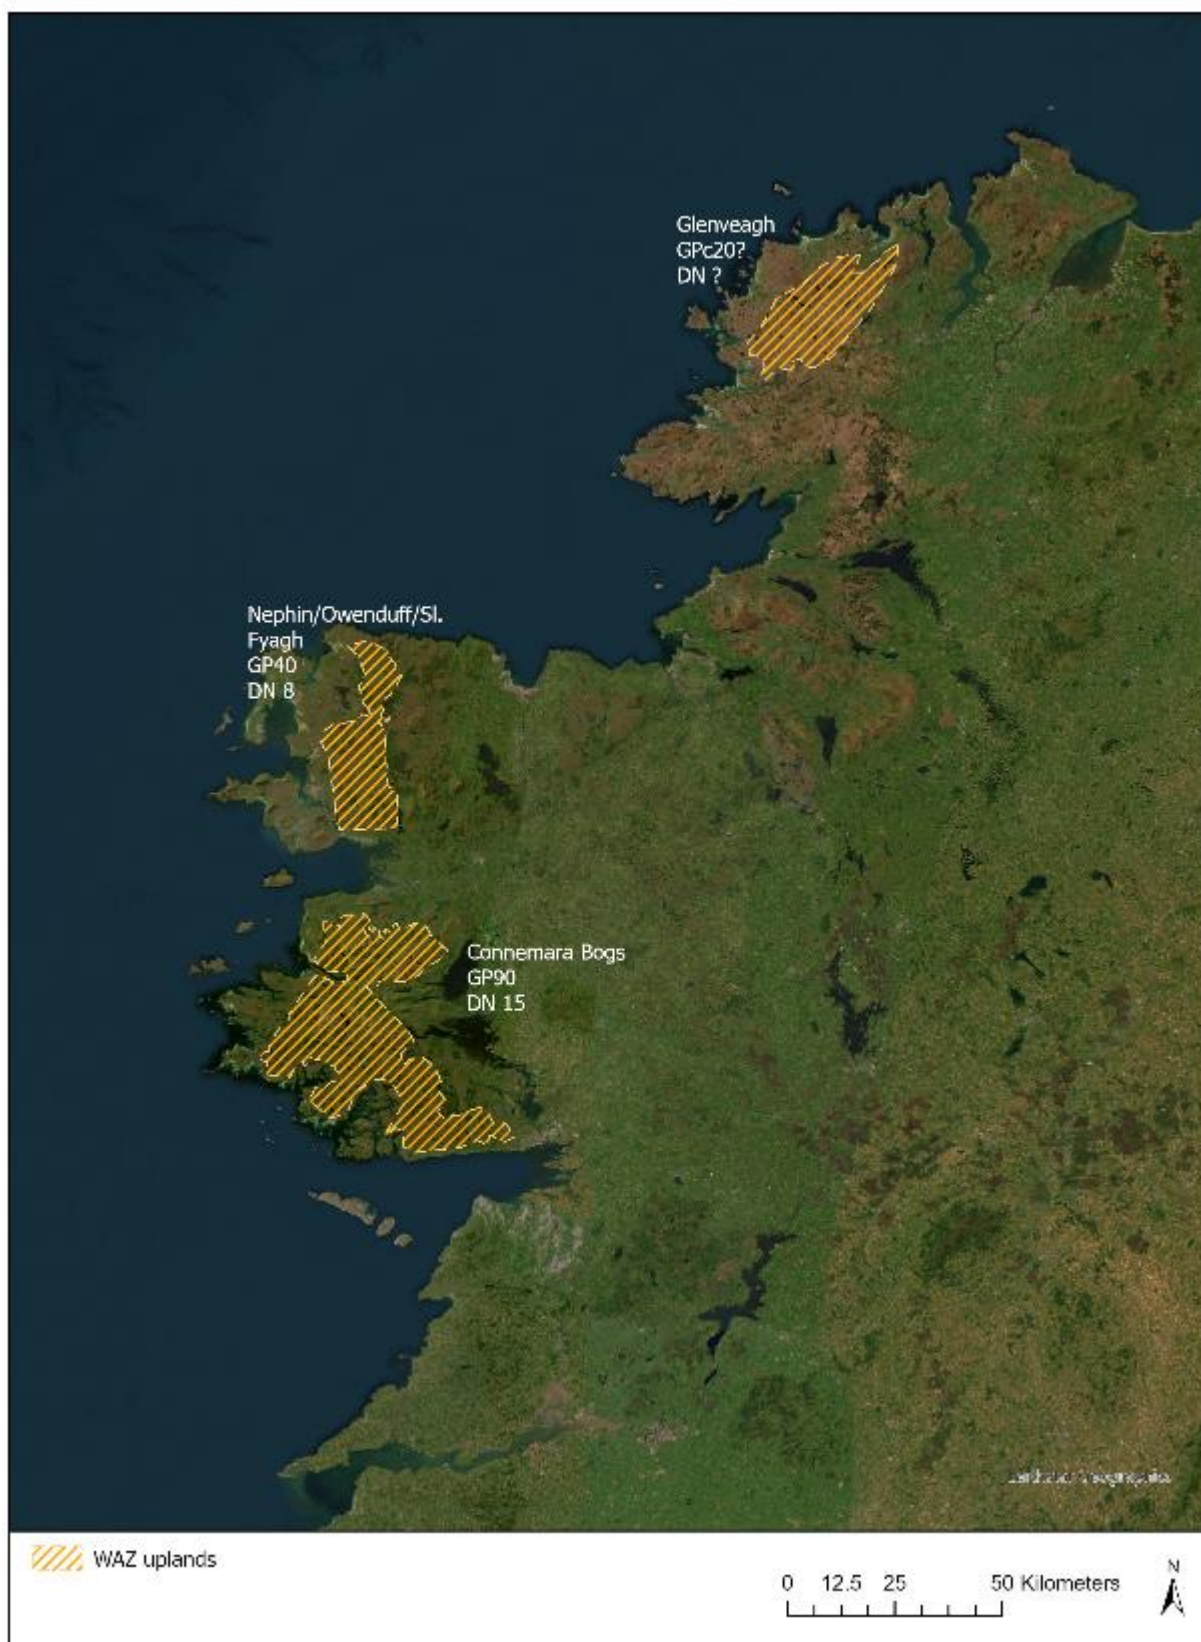 Glenveagh
GPc20?
DN ?
Nephin/Owenduff/Sl.
Fyagh
GP40
DN 8
Connemara Bogs
GP90
DN 15
WAZ uplands
0 12.5 25 50 Kilometers
N